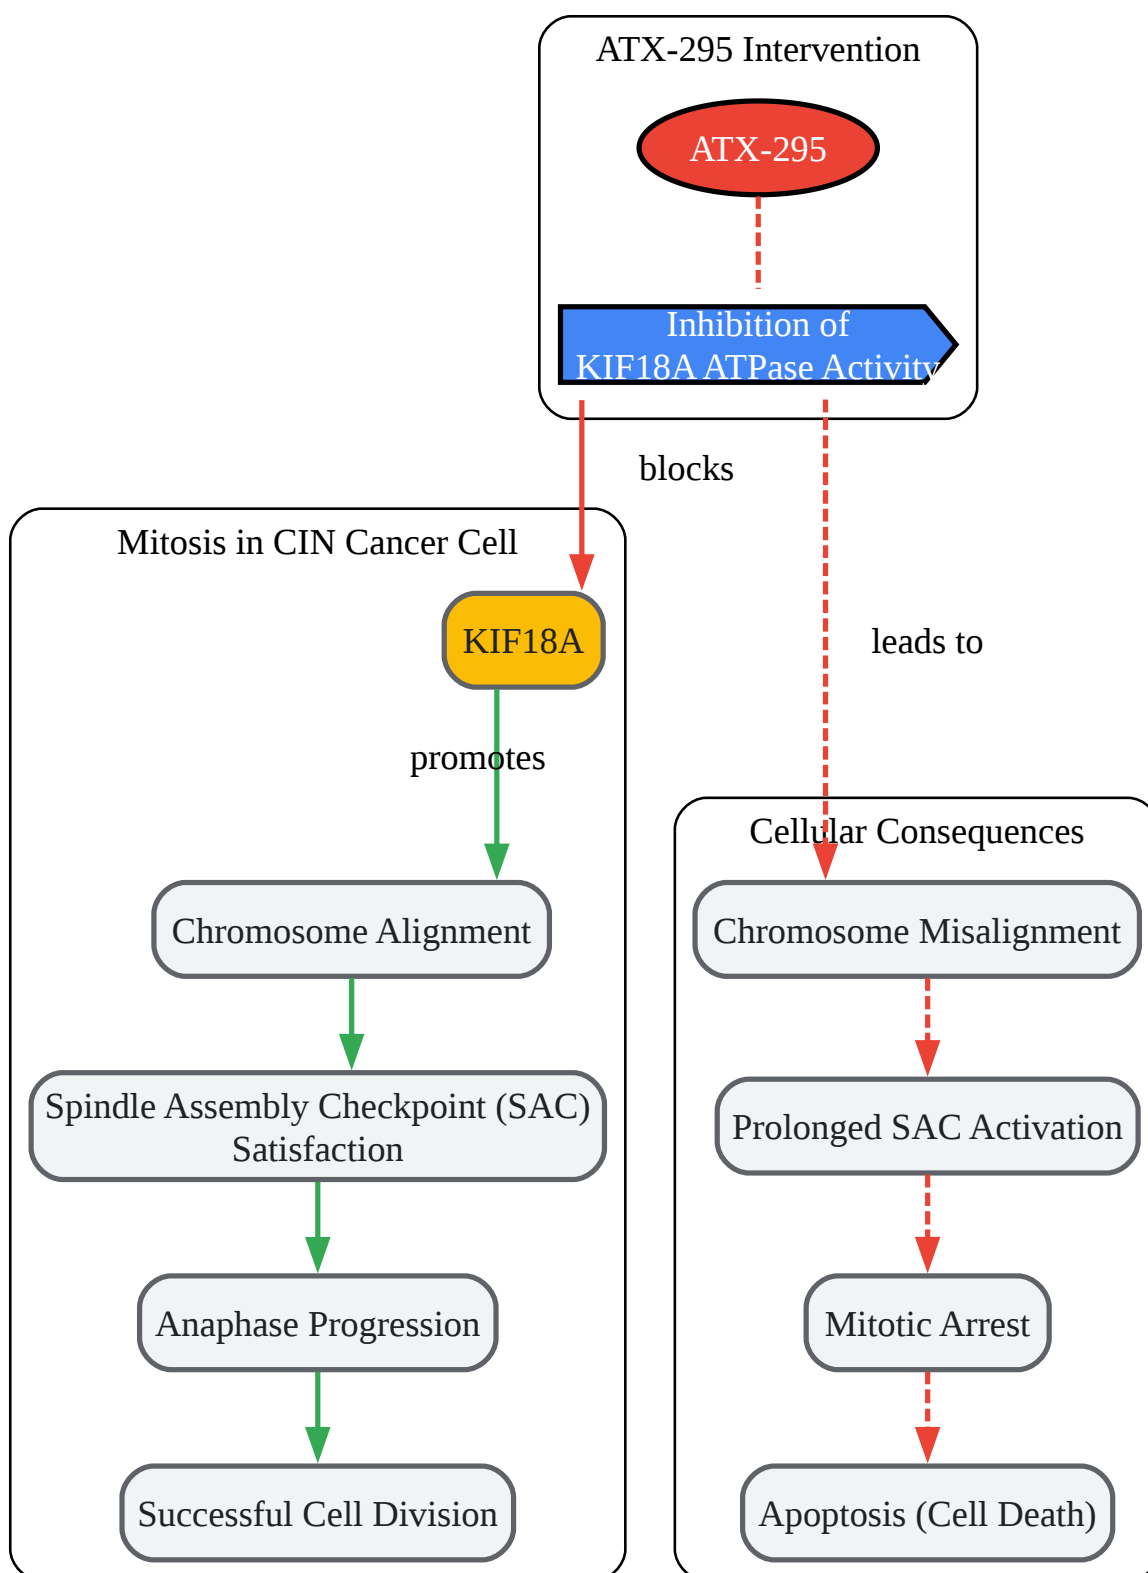 ATX-295 Intervention
ATX-295
Inhibition of
KIF18A ATPase Activity
blocks
Mitosis in CIN Cancer Cell
KIF18A
leads to
promotes
Cellular Consequences
Chromosome Alignment
Chromosome Misalignment
Spindle Assembly Checkpoint (SAC)
Satisfaction
Prolonged SAC Activation
Anaphase Progression
Mitotic Arrest
Successful Cell Division
Apoptosis (Cell Death)